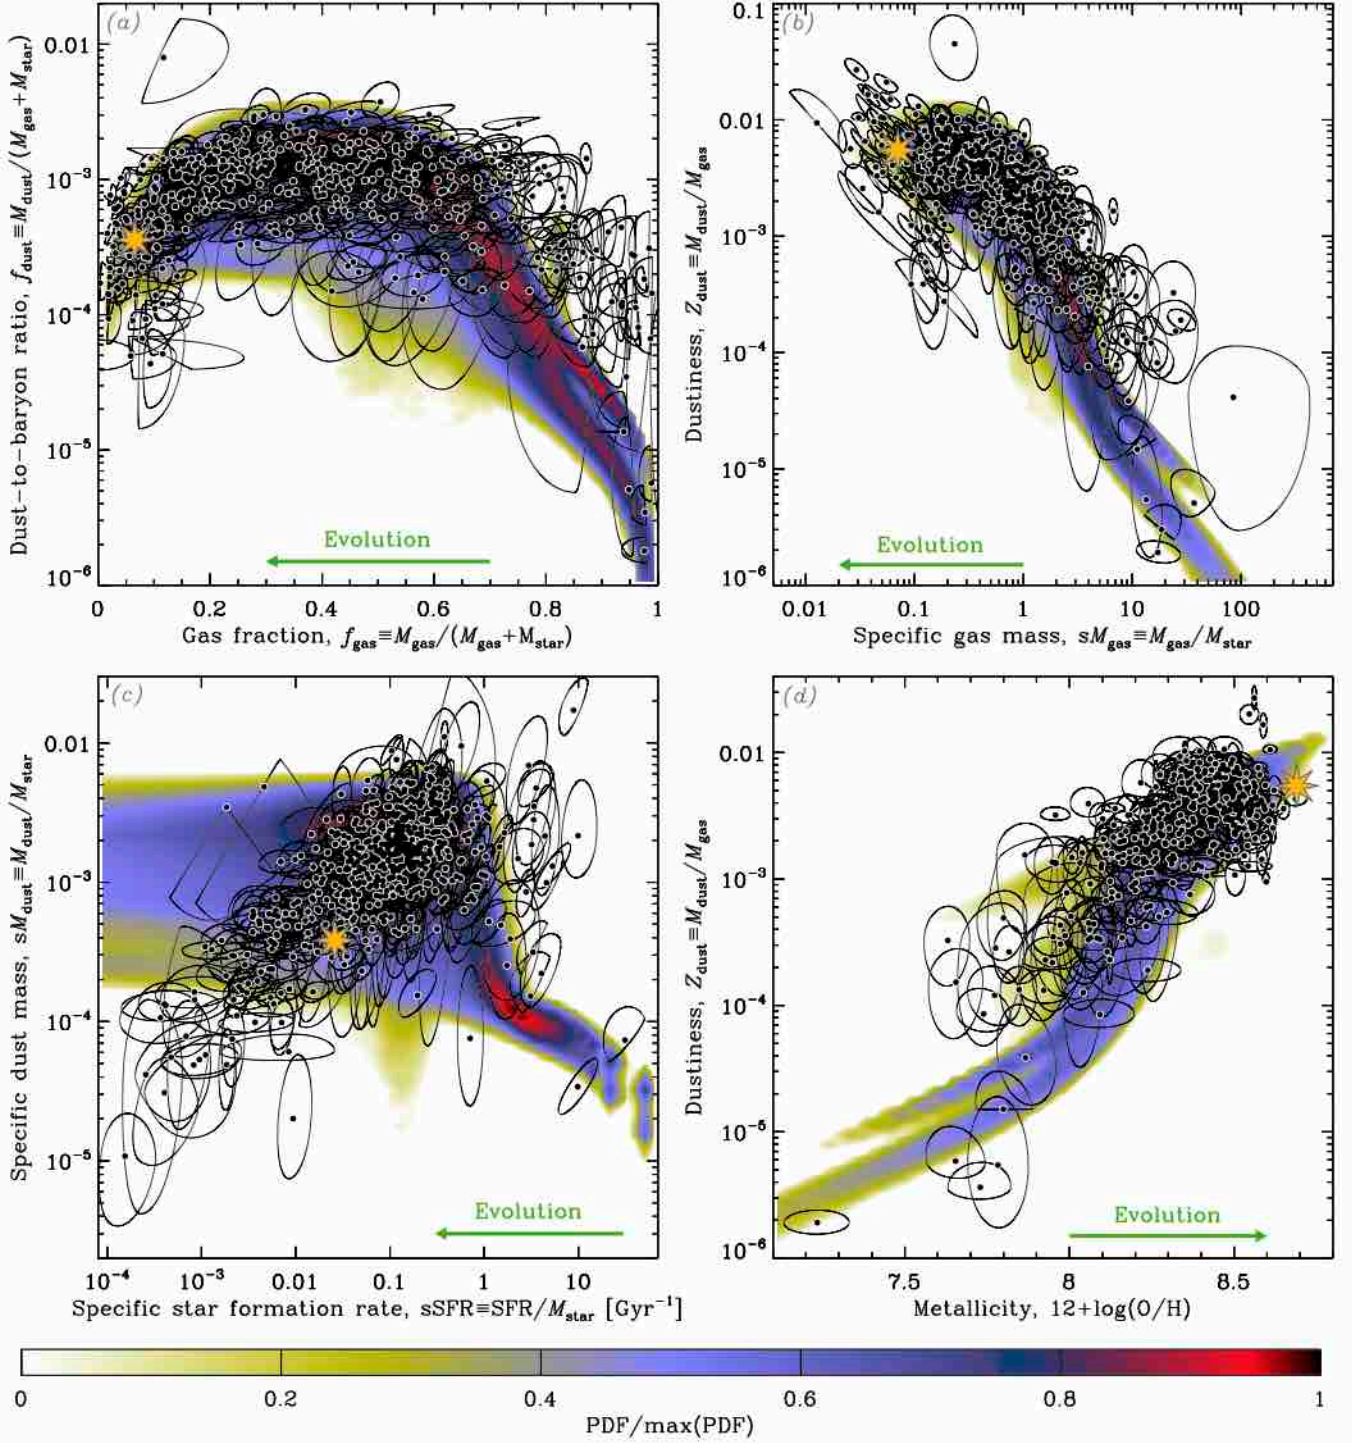 (a)
Dust-to-baryon ratio, f_dust≡M_dust/(M_gas+M_star)
0.01
10⁻³
10⁻⁴
10⁻⁵
10⁻⁶
Evolution
0 0.2 0.4 0.6 0.8 1
Gas fraction, f_gas≡M_gas/(M_gas+M_star)
(b)
Dustiness, Z_dust≡M_dust/M_gas
0.1
0.01
10⁻³
10⁻⁴
10⁻⁵
10⁻⁶
Evolution
0.01 0.1 1 10 100
Specific gas mass, sM_gas≡M_gas/M_star
(c)
Specific dust mass, sM_dust≡M_dust/M_star
0.01
10⁻³
10⁻⁴
10⁻⁵
Evolution
10⁻⁴ 10⁻³ 0.01 0.1 1 10
Specific star formation rate, sSFR≡SFR/M_star [Gyr⁻¹]
(d)
Dustiness, Z_dust≡M_dust/M_gas
0.01
10⁻³
10⁻⁴
10⁻⁵
10⁻⁶
Evolution
7.5 8 8.5
Metallicity, 12+log(O/H)
0 0.2 0.4 0.6 0.8 1
PDF/max(PDF)